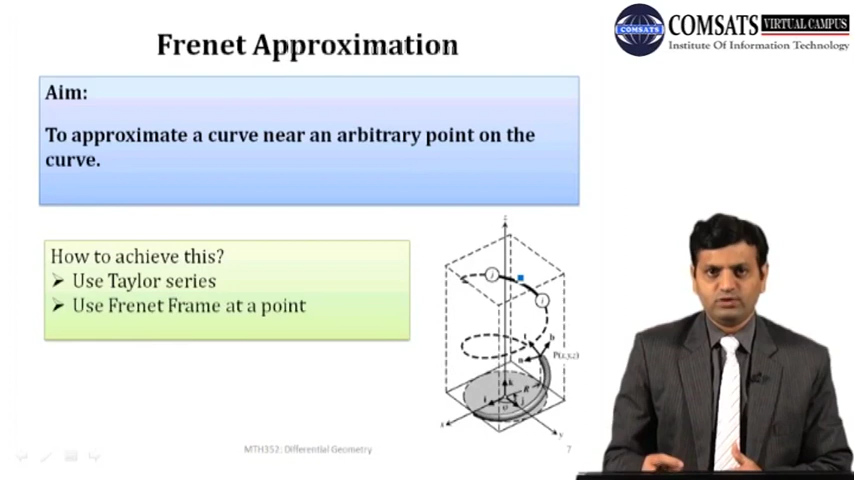 Frenet Approximation
COMSATS VIRTUAL CAMPUS
COMSATS
Institute Of Information Technology
Aim:
To approximate a curve near an arbitrary point on the
curve.
How to achieve this?
➢ Use Taylor series
➢ Use Frenet Frame at a point
z
j
i
t
b
n
P(x,y,z)
k
R
i
j
x
y
MTH352: Differential Geometry
7